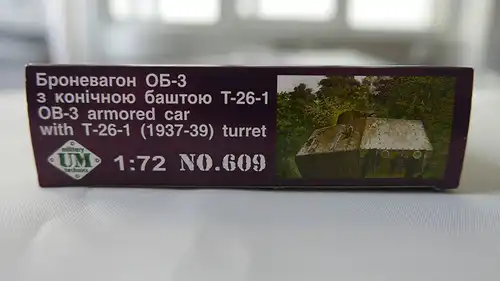 Броневагон ОБ-3
з конічною баштою Т-26-1
OB-3 armored car
with T-26-1 (1937-39) turret
military
UM
technics
1:72 NO.609